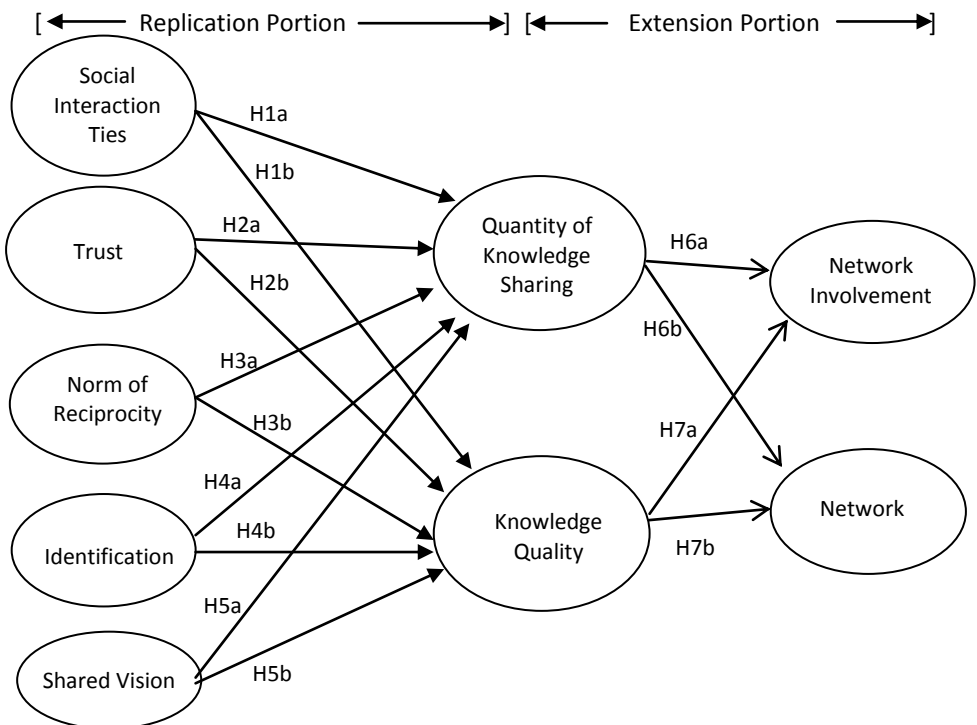 [ Replication Portion ] [ Extension Portion ]
Social
Interaction
Ties
Trust
Norm of
Reciprocity
Identification
Shared Vision
H1a
H1b
H2a
H2b
H3a
H3b
H4a
H4b
H5a
H5b
Quantity of
Knowledge
Sharing
Knowledge
Quality
H6a
H6b
H7a
H7b
Network
Involvement
Network